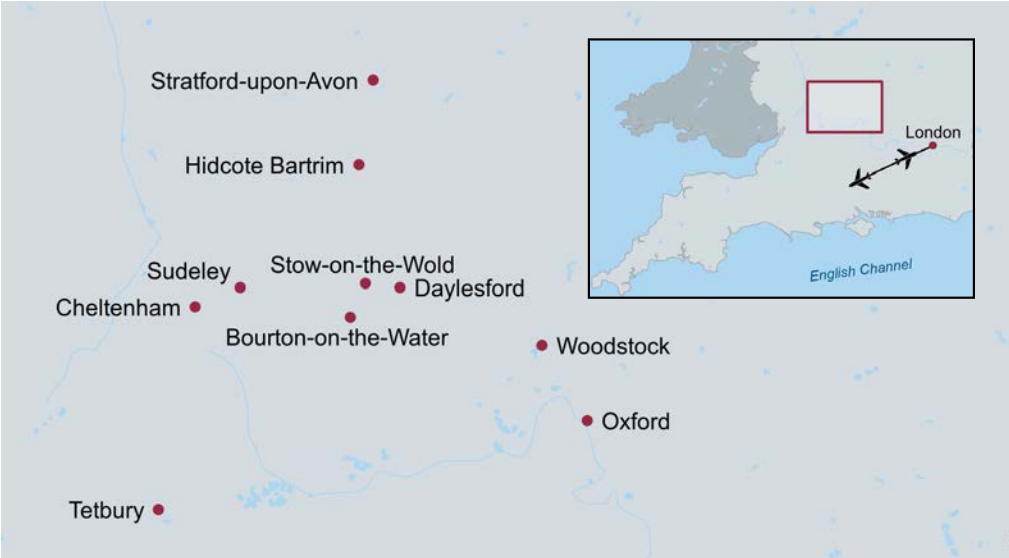 Stratford-upon-Avon
Hidcote Bartrim
Sudeley
Stow-on-the-Wold
Daylesford
Cheltenham
Bourton-on-the-Water
Woodstock
Oxford
Tetbury
London
English Channel